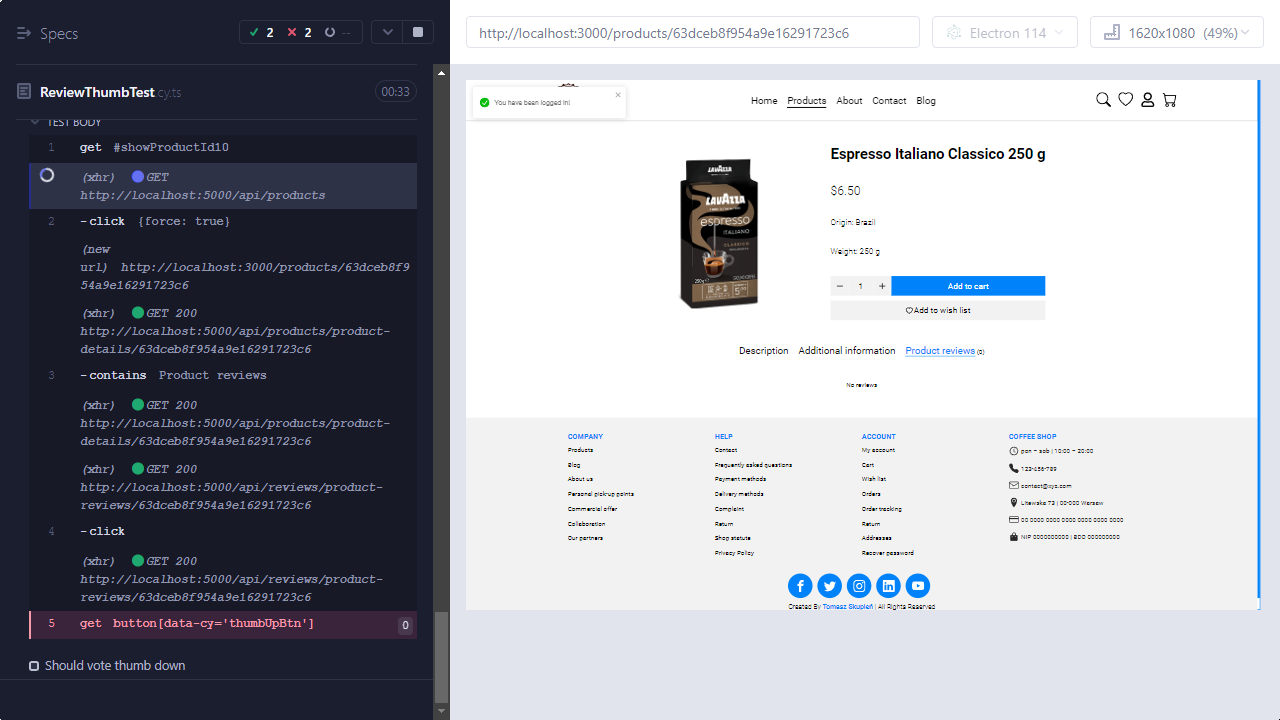 Specs
2
2
--
ReviewThumbTest.cy.ts
00:33
TEST BODY
1 get #showProductId10
(xhr) GET
http://localhost:5000/api/products
2 -click {force: true}
(new
url) http://localhost:3000/products/63dceb8f9
54a9e16291723c6
(xhr) GET 200
http://localhost:5000/api/products/product-
details/63dceb8f954a9e16291723c6
3 -contains Product reviews
(xhr) GET 200
http://localhost:5000/api/products/product-
details/63dceb8f954a9e16291723c6
(xhr) GET 200
http://localhost:5000/api/reviews/product-
reviews/63dceb8f954a9e16291723c6
4 -click
(xhr) GET 200
http://localhost:5000/api/reviews/product-
reviews/63dceb8f954a9e16291723c6
5 get button[data-cy='thumbUpBtn'] 0
Should vote thumb down
http://localhost:3000/products/63dceb8f954a9e16291723c6
Electron 114
1620x1080 (49%)
You have been logged in!
Home Products About Contact Blog
LAVAZZA
LAVAZZA
espresso
ITALIANO
CLASSICO
250g
5
Espresso Italiano Classico 250 g
$6.50
Origin: Brazil
Weight: 250 g
1
Add to cart
Add to wish list
Description Additional information Product reviews (0)
No reviews
COMPANY
Products
Blog
About us
Personal pick-up points
Commercial offer
Collaboration
Our partners
HELP
Contact
Frequently asked questions
Payment methods
Delivery methods
Complaint
Return
Shop statute
Privacy Policy
ACCOUNT
My account
Cart
Wish list
Orders
Order tracking
Return
Addresses
Recover password
COFFEE SHOP
pon – sob | 10:00 – 20:00
123-456-789
contact@xyz.com
Litewska 73 | 00-000 Warsaw
00 0000 0000 0000 0000 0000 0000
NIP 0000000000 | BDO 000000000
Created By Tomasz Skupień | All Rights Reserved